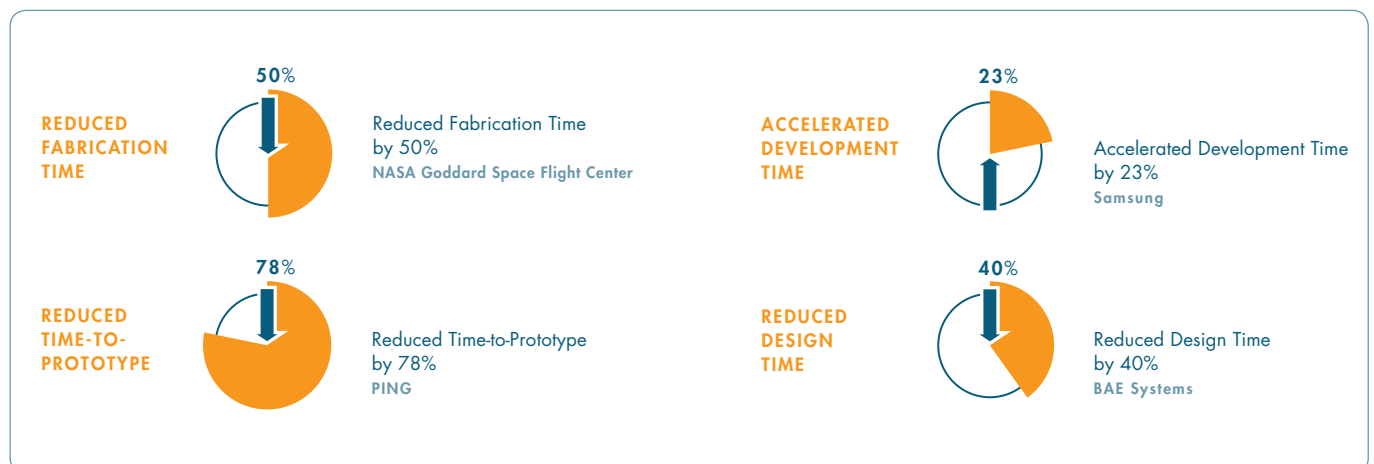 50%
REDUCED
FABRICATION
TIME
Reduced Fabrication Time
by 50%
NASA Goddard Space Flight Center
23%
ACCELERATED
DEVELOPMENT
TIME
Accelerated Development Time
by 23%
Samsung
78%
REDUCED
TIME-TO-
PROTOTYPE
Reduced Time-to-Prototype
by 78%
PING
40%
REDUCED
DESIGN
TIME
Reduced Design Time
by 40%
BAE Systems